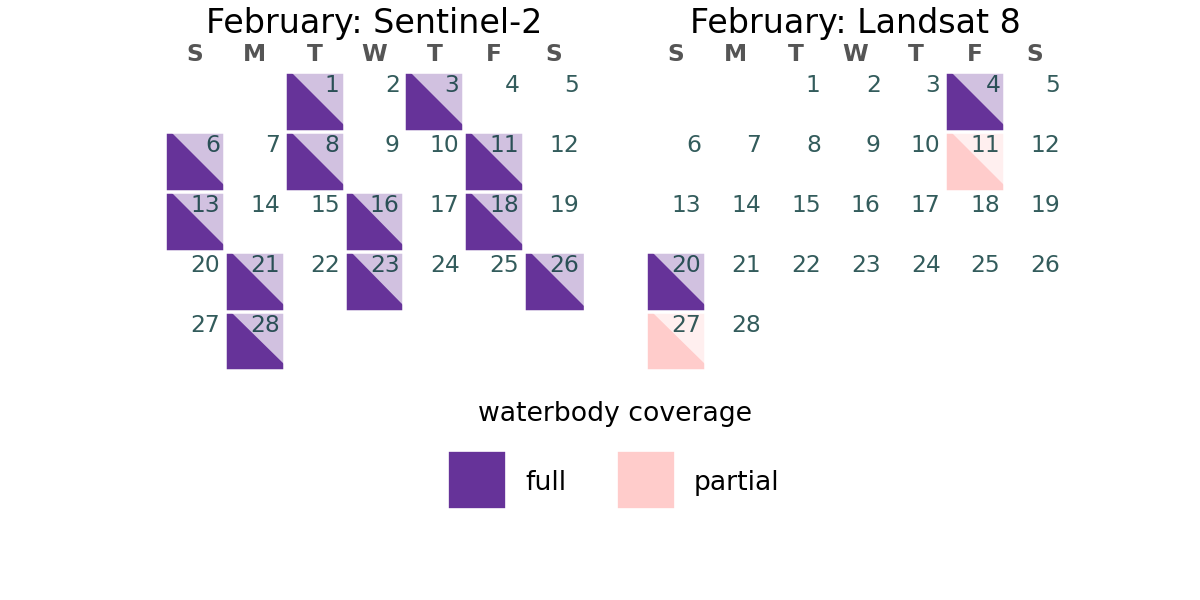 February: Sentinel-2
S M T W T F S
1 2 3 4 5
6 7 8 9 10 11 12
13 14 15 16 17 18 19
20 21 22 23 24 25 26
27 28
February: Landsat 8
S M T W T F S
1 2 3 4 5
6 7 8 9 10 11 12
13 14 15 16 17 18 19
20 21 22 23 24 25 26
27 28
waterbody coverage
full partial